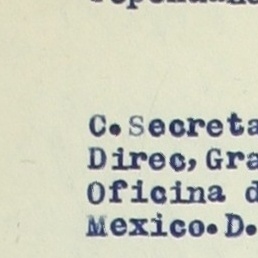 C. Secreta
Direc, Gra
Oficina d
Mexico. D.